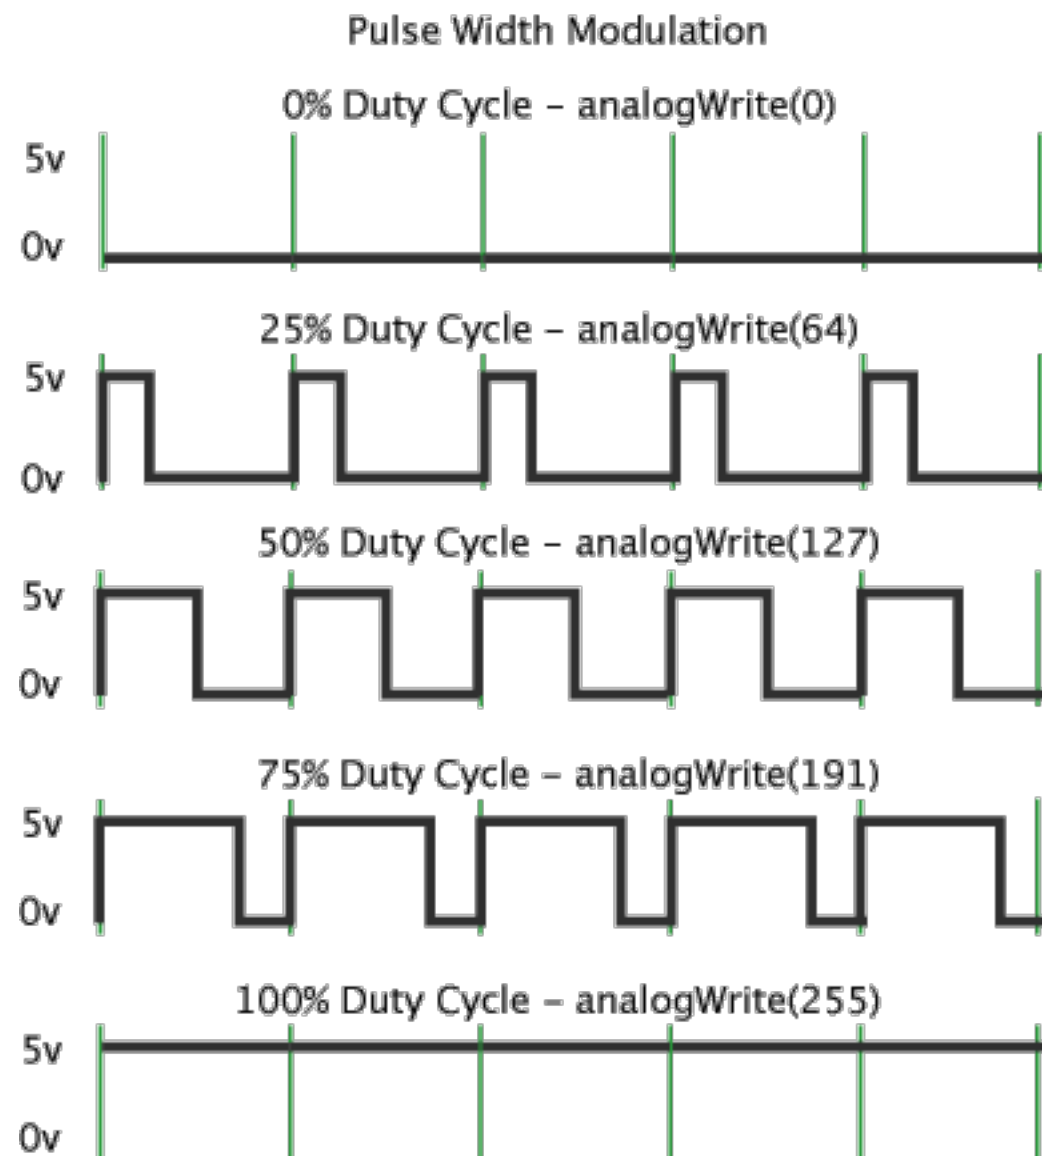 Pulse Width Modulation
0% Duty Cycle – analogWrite(0)
5v
0v
25% Duty Cycle – analogWrite(64)
5v
0v
50% Duty Cycle – analogWrite(127)
5v
0v
75% Duty Cycle – analogWrite(191)
5v
0v
100% Duty Cycle – analogWrite(255)
5v
0v